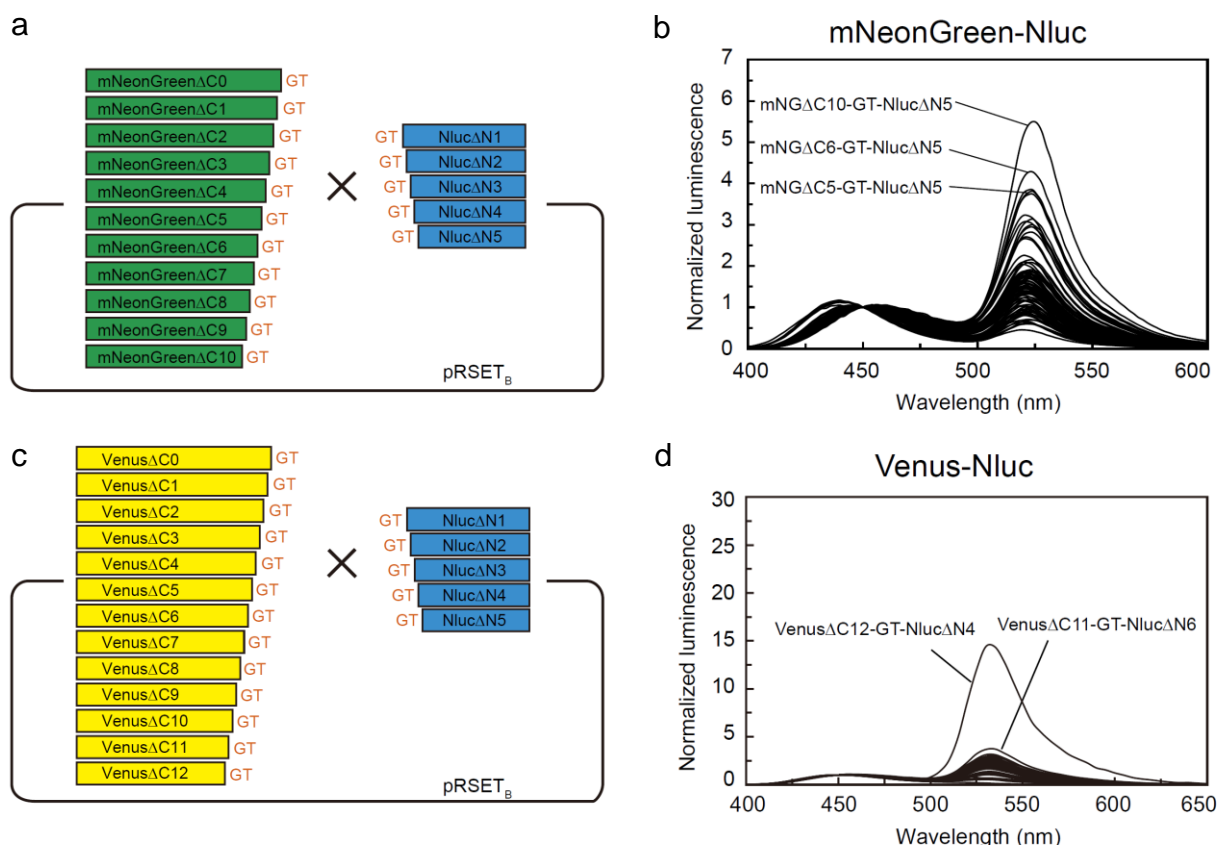 a
mNeonGreenΔC0 GT
mNeonGreenΔC1 GT
mNeonGreenΔC2 GT
mNeonGreenΔC3 GT
mNeonGreenΔC4 GT
mNeonGreenΔC5 GT
mNeonGreenΔC6 GT
mNeonGreenΔC7 GT
mNeonGreenΔC8 GT
mNeonGreenΔC9 GT
mNeonGreenΔC10 GT
×
GT NlucΔN1
GT NlucΔN2
GT NlucΔN3
GT NlucΔN4
GT NlucΔN5
pRSETB
b
mNeonGreen-Nluc
Normalized luminescence
7
6
5
4
3
2
1
0
mNGΔC10-GT-NlucΔN5
mNGΔC6-GT-NlucΔN5
mNGΔC5-GT-NlucΔN5
400 450 500 550 600
Wavelength (nm)
c
VenusΔC0 GT
VenusΔC1 GT
VenusΔC2 GT
VenusΔC3 GT
VenusΔC4 GT
VenusΔC5 GT
VenusΔC6 GT
VenusΔC7 GT
VenusΔC8 GT
VenusΔC9 GT
VenusΔC10 GT
VenusΔC11 GT
VenusΔC12 GT
×
GT NlucΔN1
GT NlucΔN2
GT NlucΔN3
GT NlucΔN4
GT NlucΔN5
pRSETB
d
Venus-Nluc
Normalized luminescence
30
25
20
15
10
5
0
VenusΔC12-GT-NlucΔN4
VenusΔC11-GT-NlucΔN6
400 450 500 550 600 650
Wavelength (nm)